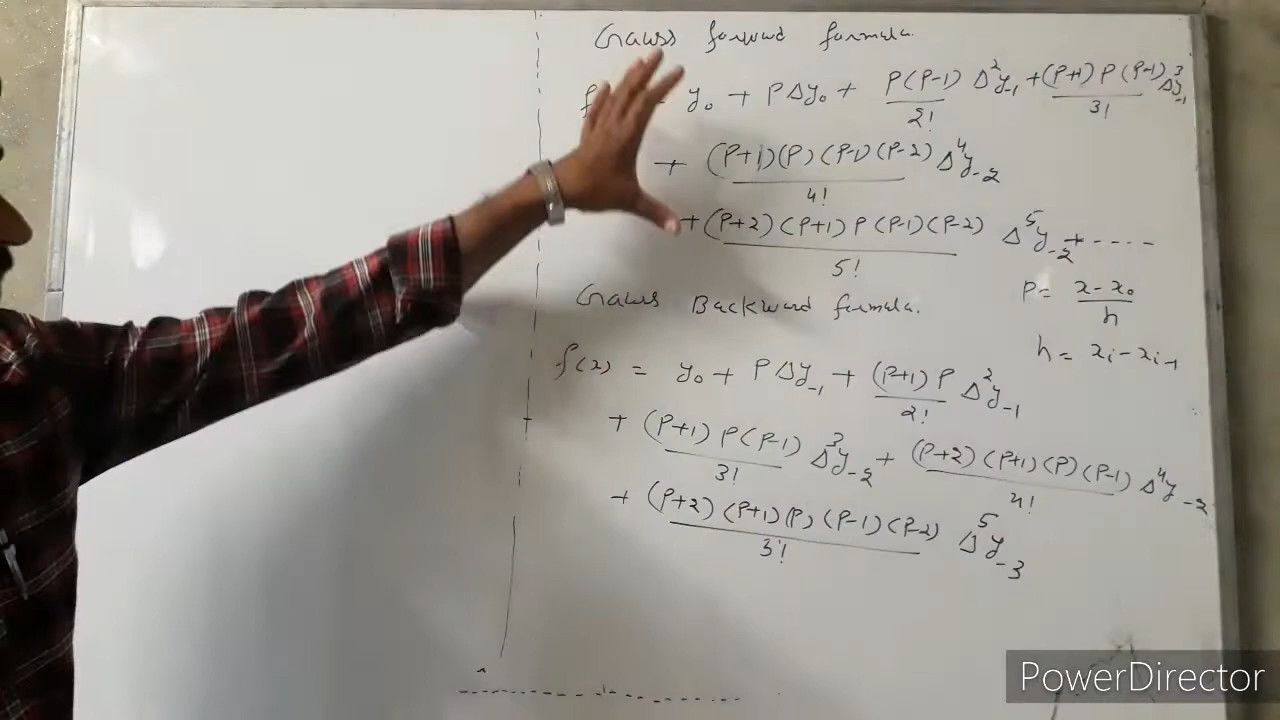 Gauss forward formula.
f = y₀ + PΔy₀ + P(P-1)/2! Δ²y₋₁ + (P+1) P (P-1)/3! Δ³y₋₁
+ (P+1)(P)(P-1)(P-2)/4! Δ⁴y₋₂
+ (P+2)(P+1) P (P-1)(P-2)/5! Δ⁵y₋₂ + ----
P = x - x₀/h
h = xᵢ - xᵢ₋₁
Gauss Backward formula.
f(x) = y₀ + PΔy₋₁ + (P+1) P/2! Δ²y₋₁
+ (P+1) P (P-1)/3! Δ³y₋₂ + (P+2)(P+1)(P)(P-1)/4! Δ⁴y₋₂
+ (P+2)(P+1)(P)(P-1)(P-2)/3! Δ⁵y₋₃
PowerDirector